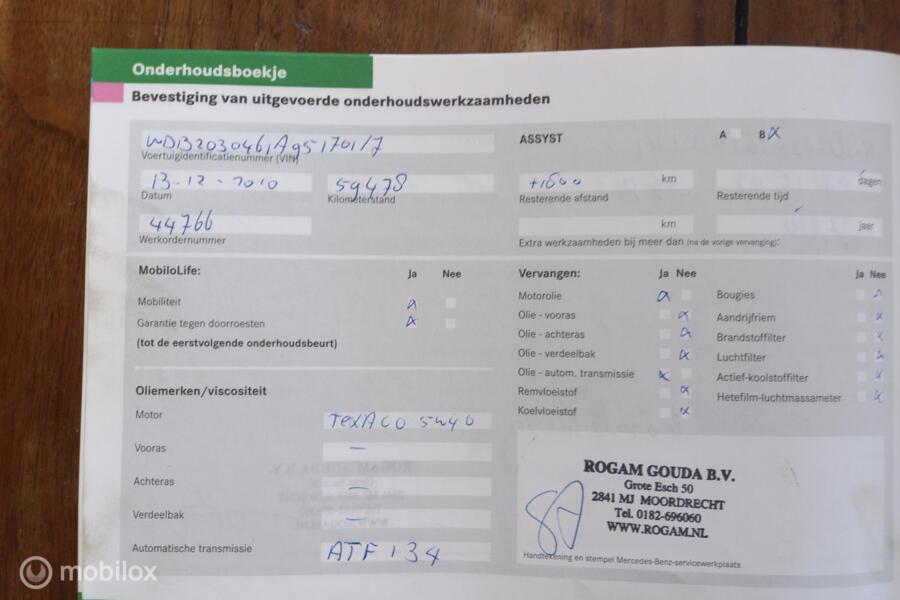 Onderhoudsboekje
Bevestiging van uitgevoerde onderhoudswerkzaamheden
Voertuigidentificatienummer (VIN)
13-12-2010
Datum
59478
Kilometerstand
44766
Werkordernummer
ASSYST A B X
+1600 km
Resterende afstand
dagen
Resterende tijd
km
jaar
Extra werkzaamheden bij meer dan (na de vorige vervanging):
MobiloLife: Ja Nee
Mobiliteit
Garantie tegen doorroesten
(tot de eerstvolgende onderhoudsbeurt)
Oliemerken/viscositeit
Motor TEXACO 5W40
Vooras –
Achteras –
Verdeelbak –
Automatische transmissie ATF 134
Vervangen: Ja Nee
Motorolie
Olie - vooras
Olie - achteras
Olie - verdeelbak
Olie - autom. transmissie
Remvloeistof
Koelvloeistof
Ja Nee
Bougies
Aandrijfriem
Brandstoffilter
Luchtfilter
Actief-koolstoffilter
Hetefilm-luchtmassameter
ROGAM GOUDA B.V.
Grote Esch 50
2841 MJ MOORDRECHT
Tel. 0182-696060
WWW.ROGAM.NL
Handtekening en stempel Mercedes-Benz-servicewerkplaats
mobilox